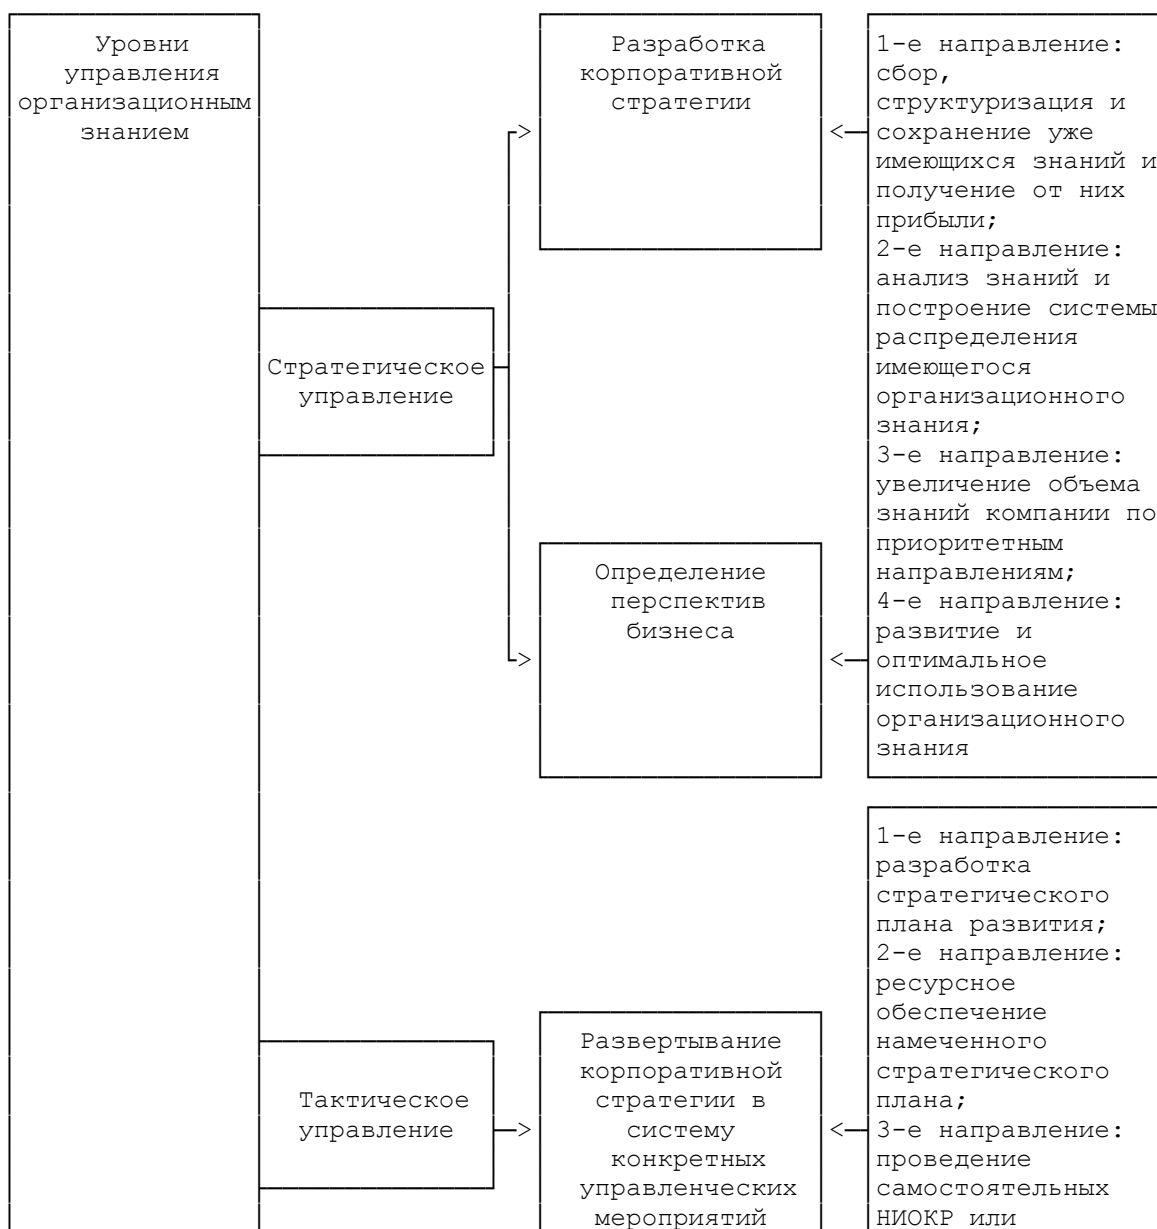 Уровни
управления
организационным
знанием
Стратегическое
управление
Разработка
корпоративной
стратегии
Определение
перспектив
бизнеса
1-е направление:
сбор,
структуризация и
сохранение уже
имеющихся знаний и
получение от них
прибыли;
2-е направление:
анализ знаний и
построение системы
распределения
имеющегося
организационного
знания;
3-е направление:
увеличение объема
знаний компании по
приоритетным
направлениям;
4-е направление:
развитие и
оптимальное
использование
организационного
знания
Тактическое
управление
Развертывание
корпоративной
стратегии в
систему
конкретных
управленческих
мероприятий
1-е направление:
разработка
стратегического
плана развития;
2-е направление:
ресурсное
обеспечение
намеченного
стратегического
плана;
3-е направление:
проведение
самостоятельных
НИОКР или